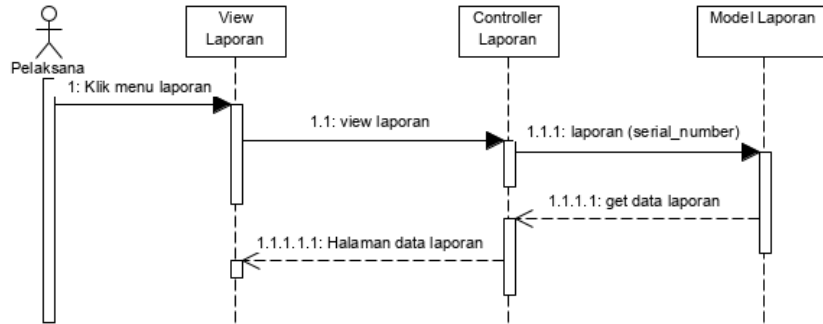 View
Laporan
Controller
Laporan
Model Laporan
Pelaksana
1: Klik menu laporan
1.1: view laporan
1.1.1: laporan (serial_number)
1.1.1.1: get data laporan
1.1.1.1.1: Halaman data laporan